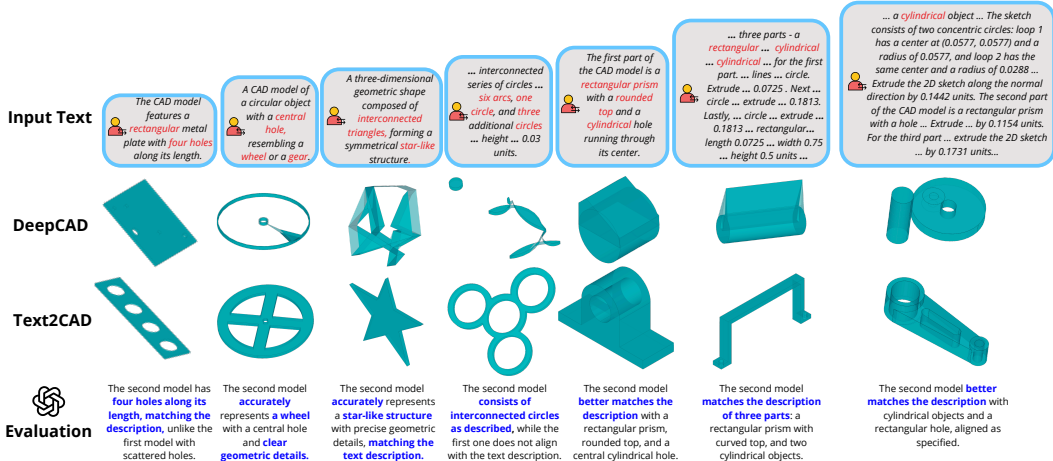 Input Text
The CAD model
features a
rectangular metal
plate with four holes
along its length.
A CAD model of
a circular object
with a central
hole,
resembling a
wheel or a gear.
A three-dimensional
geometric shape
composed of
interconnected
triangles, forming a
symmetrical star-like
structure.
... interconnected
series of circles ...
six arcs, one
circle, and three
additional circles
... height ... 0.03
units.
The first part of
the CAD model is a
rectangular prism
with a rounded
top and a
cylindrical hole
running through
its center.
... three parts - a
rectangular ... cylindrical
... cylindrical ... for the first
part. ... lines ... circle.
Extrude ... 0.0725 . Next ...
circle ... extrude ... 0.1813.
Lastly, ... circle ... extrude ...
0.1813 ... rectangular...
length 0.0725 ... width 0.75
... height 0.5 units ...
... a cylindrical object ... The sketch
consists of two concentric circles: loop 1
has a center at (0.0577, 0.0577) and a
radius of 0.0577, and loop 2 has the
same center and a radius of 0.0288 ...
Extrude the 2D sketch along the normal
direction by 0.1442 units. The second part
of the CAD model is a rectangular prism
with a hole ... Extrude ... by 0.1154 units.
For the third part ... extrude the 2D sketch
... by 0.1731 units...
DeepCAD
Text2CAD
Evaluation
The second model has
four holes along its
length, matching the
description, unlike the
first model with
scattered holes.
The second model
accurately
represents a wheel
with a central hole
and clear
geometric details.
The second model
accurately represents
a star-like structure
with precise geometric
details, matching the
text description.
The second model
consists of
interconnected circles
as described, while the
first one does not align
with the text description.
The second model
better matches the
description with a
rectangular prism,
rounded top, and a
central cylindrical hole.
The second model
matches the description
of three parts: a
rectangular prism with
curved top, and two
cylindrical objects.
The second model better
matches the description with
cylindrical objects and a
rectangular hole, aligned as
specified.